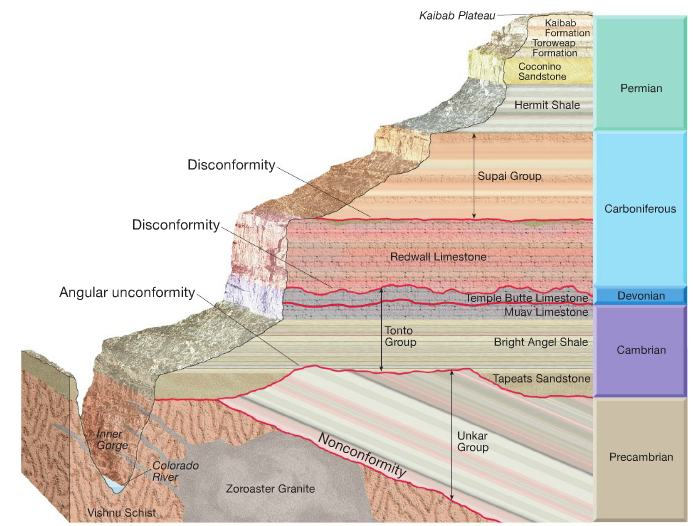 Kaibab Plateau
Kaibab
Formation
Toroweap
Formation
Coconino
Sandstone
Permian
Hermit Shale
Disconformity
Supai Group
Carboniferous
Disconformity
Redwall Limestone
Angular unconformity
Temple Butte Limestone
Devonian
Muav Limestone
Tonto
Group
Bright Angel Shale
Cambrian
Tapeats Sandstone
Inner
Gorge
Nonconformity
Unkar
Group
Precambrian
Colorado
River
Zoroaster Granite
Vishnu Schist